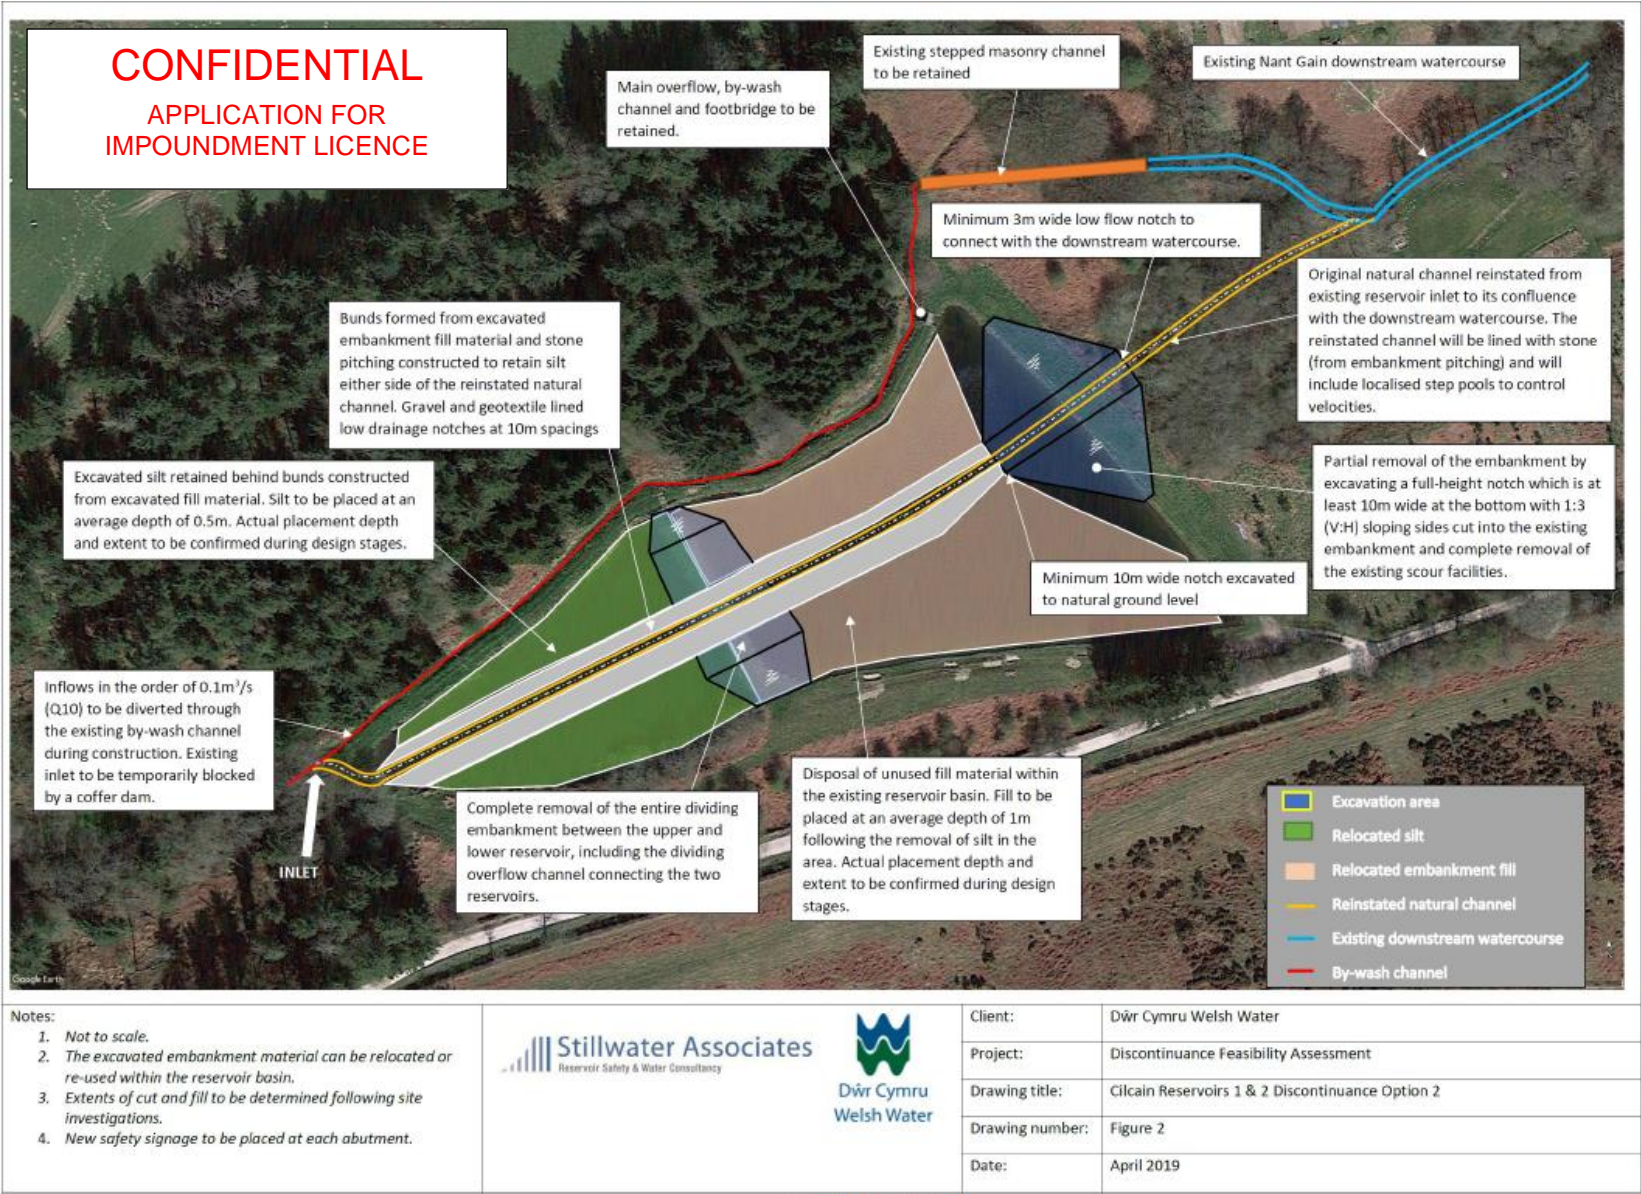 CONFIDENTIAL
APPLICATION FOR
IMPOUNDMENT LICENCE
Main overflow, by-wash
channel and footbridge to be
retained.
Existing stepped masonry channel
to be retained
Existing Nant Gain downstream watercourse
Minimum 3m wide low flow notch to
connect with the downstream watercourse.
Original natural channel reinstated from
existing reservoir inlet to its confluence
with the downstream watercourse. The
reinstated channel will be lined with stone
(from embankment pitching) and will
include localised step pools to control
velocities.
Bunds formed from excavated
embankment fill material and stone
pitching constructed to retain silt
either side of the reinstated natural
channel. Gravel and geotextile lined
low drainage notches at 10m spacings
Excavated silt retained behind bunds constructed
from excavated fill material. Silt to be placed at an
average depth of 0.5m. Actual placement depth
and extent to be confirmed during design stages.
Partial removal of the embankment by
excavating a full-height notch which is at
least 10m wide at the bottom with 1:3
(V:H) sloping sides cut into the existing
embankment and complete removal of
the existing scour facilities.
Minimum 10m wide notch excavated
to natural ground level
Inflows in the order of 0.1m³/s
(Q10) to be diverted through
the existing by-wash channel
during construction. Existing
inlet to be temporarily blocked
by a coffer dam.
INLET
Complete removal of the entire dividing
embankment between the upper and
lower reservoir, including the dividing
overflow channel connecting the two
reservoirs.
Disposal of unused fill material within
the existing reservoir basin. Fill to be
placed at an average depth of 1m
following the removal of silt in the
area. Actual placement depth and
extent to be confirmed during design
stages.
Excavation area
Relocated silt
Relocated embankment fill
Reinstated natural channel
Existing downstream watercourse
By-wash channel
Google Earth
Notes:
1. Not to scale.
2. The excavated embankment material can be relocated or
re-used within the reservoir basin.
3. Extents of cut and fill to be determined following site
investigations.
4. New safety signage to be placed at each abutment.
Stillwater Associates
Reservoir Safety & Water Consultancy
Dŵr Cymru
Welsh Water
Client: Dŵr Cymru Welsh Water
Project: Discontinuance Feasibility Assessment
Drawing title: Cilcain Reservoirs 1 & 2 Discontinuance Option 2
Drawing number: Figure 2
Date: April 2019